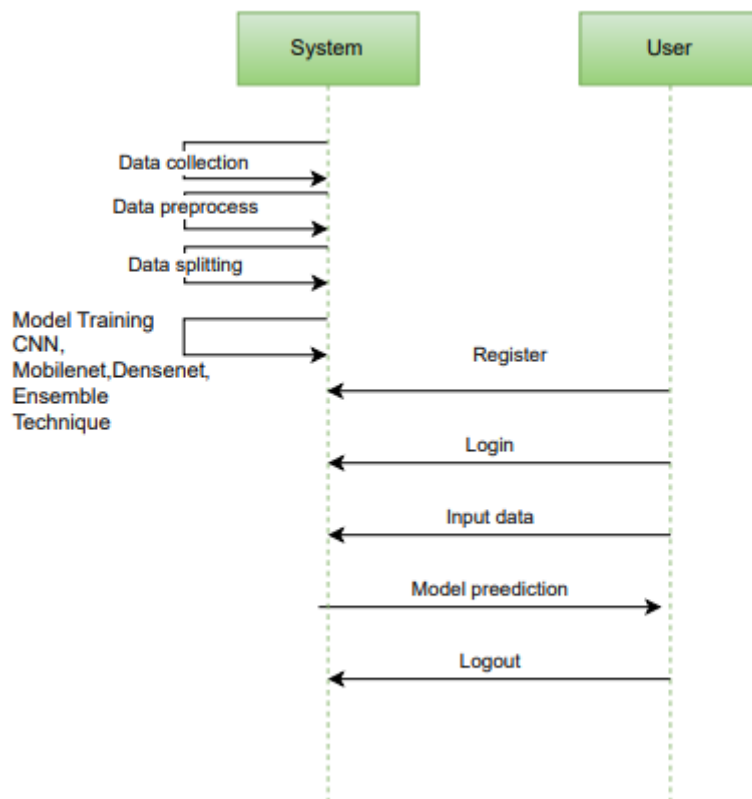 System
User
Data collection
Data preprocess
Data splitting
Model Training
CNN,
Mobilenet,Densenet,
Ensemble
Technique
Register
Login
Input data
Model preediction
Logout